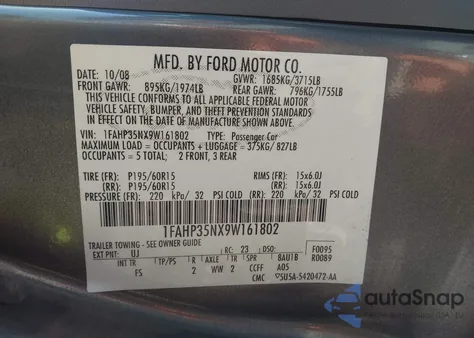 MFD. BY FORD MOTOR CO.
DATE: 10/08 GVWR: 1685KG/3715LB
FRONT GAWR: 895KG/1974LB REAR GAWR: 796KG/1755LB
THIS VEHICLE CONFORMS TO ALL APPLICABLE FEDERAL MOTOR
VEHICLE SAFETY, BUMPER, AND THEFT PREVENTION STANDARDS
IN EFFECT ON THE DATE OF MANUFACTURE SHOWN ABOVE.
VEHICLE: 1FAHP35NX9W161802 TYPE: Passenger Car
MAXIMUM LOAD = OCCUPANTS + LUGGAGE = 375KG/827LB
OCCUPANTS = 5 TOTAL: 2 FRONT, 3 REAR
TIRE (FR): P195/60R15 RIMS (FR): 15x6.0J
(R): P195/60R15 (R): 15x6.0J
PRESSURE (FR): 220 kPa/ 32 PSI COLD (R): 220 kPa/ 32 PSI COLD
1FAHP35NX9W161802
TRAILER TOWING - SEE OWNER GUIDE
EXT PNT: UJ RC: 23 DSO: F0095
INT TR TP/PS R AXLE TR SPR 8AU1B R0089
FS 2 WW 2 CCFF A05
CMC 5U5A-5420472-AA
autoSnap